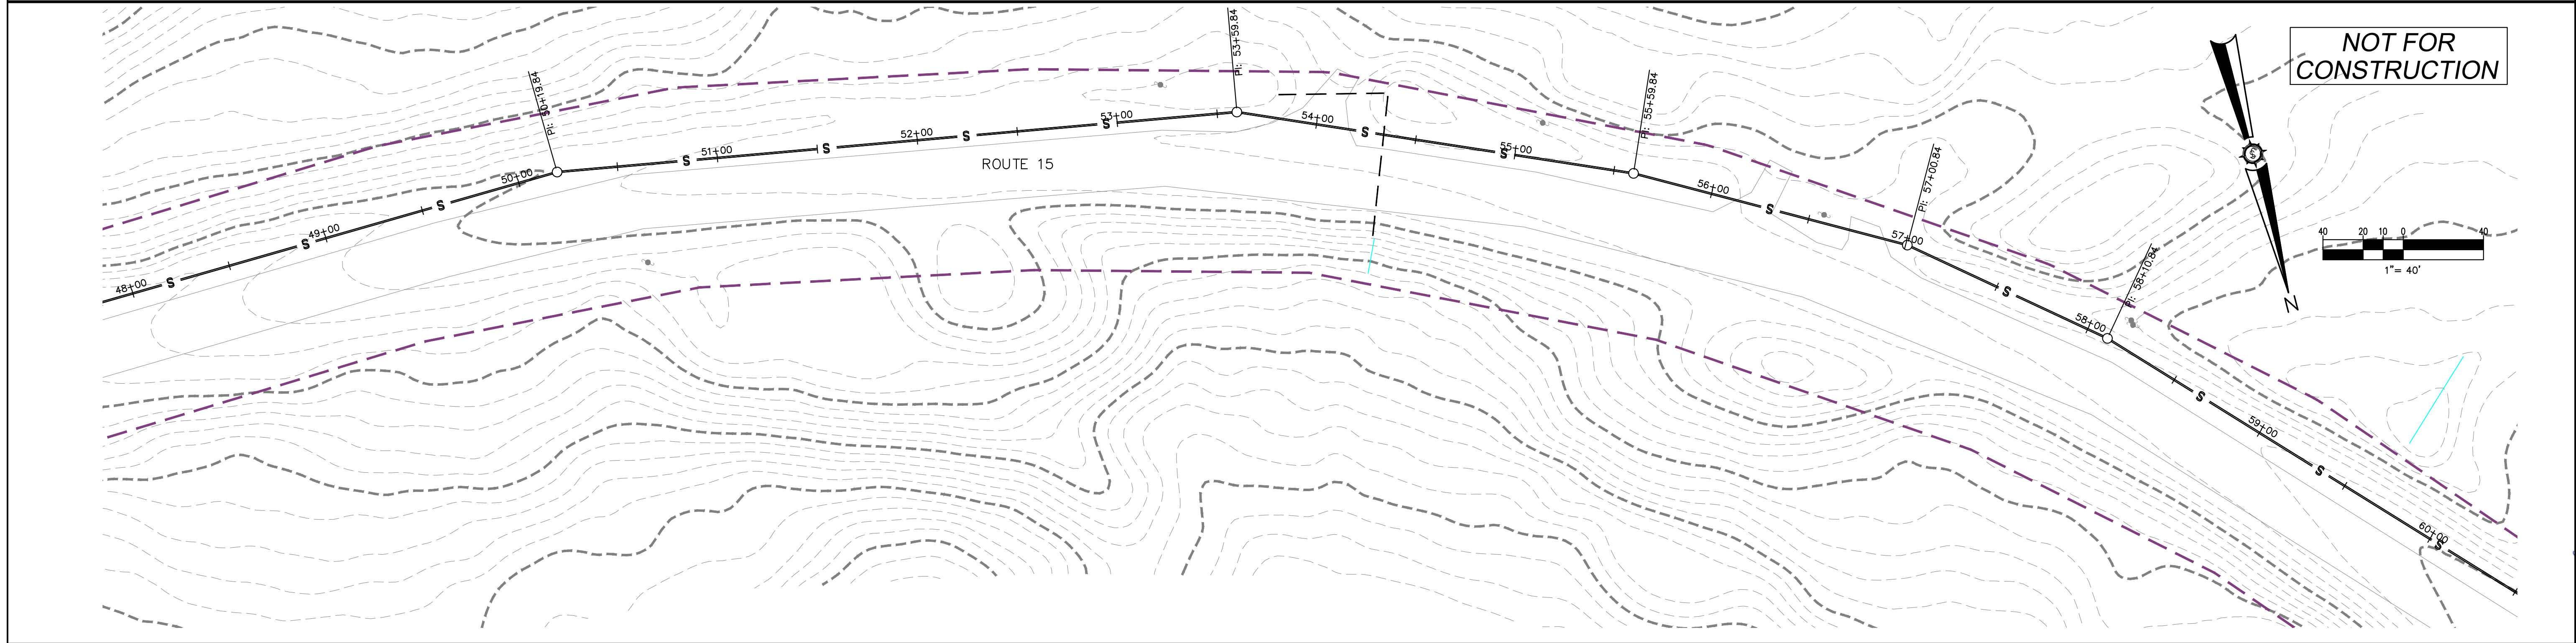 NOT FOR
CONSTRUCTION
PI: 50+19.84
PI: 53+59.84
PI: 55+59.84
PI: 57+00.84
PI: 58+10.84
48+00
S
S
49+00
S
50+00
S
51+00
S
52+00
S
53+00
S
54+00
S
55+00
S
56+00
S
57+00
S
58+00
S
59+00
S
60+00
S
ROUTE 15
N
40 20 10 0 40
1"= 40'